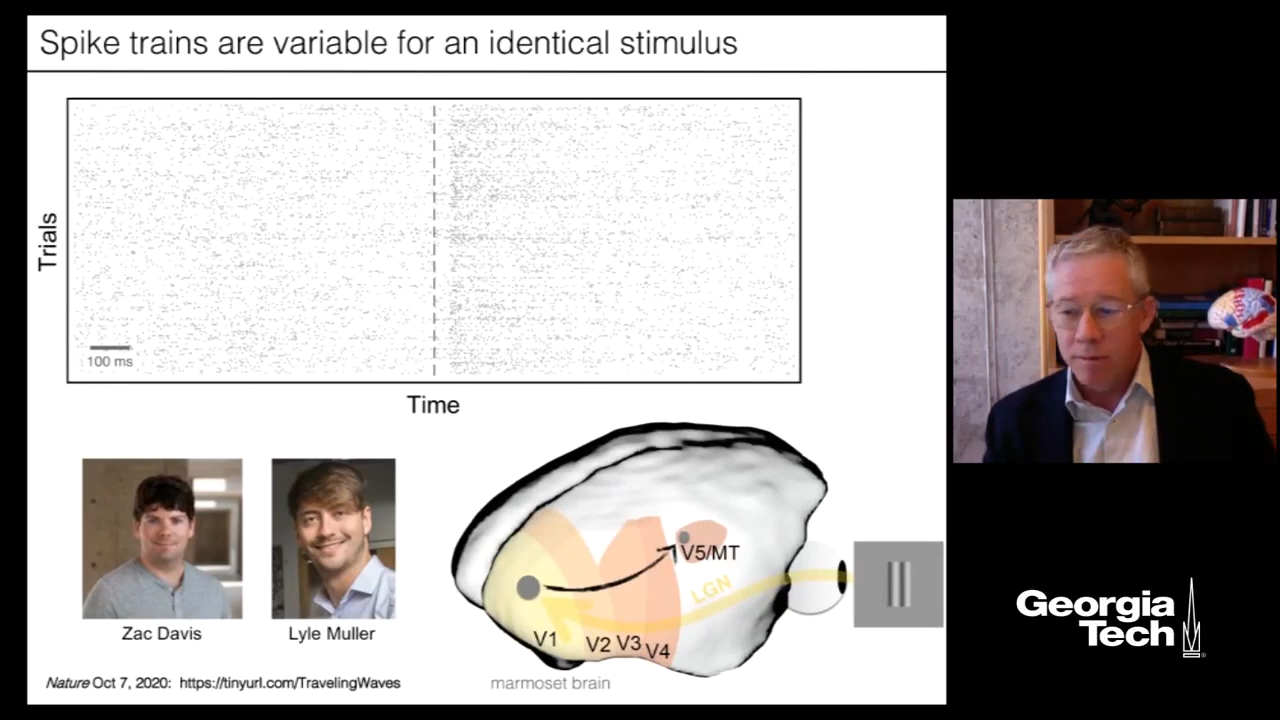 Spike trains are variable for an identical stimulus
Trials
100 ms
Time
Zac Davis
Lyle Muller
V5/MT
LGN
V1
V2
V3
V4
Nature Oct 7, 2020: https://tinyurl.com/TravelingWaves
marmoset brain
Georgia
Tech